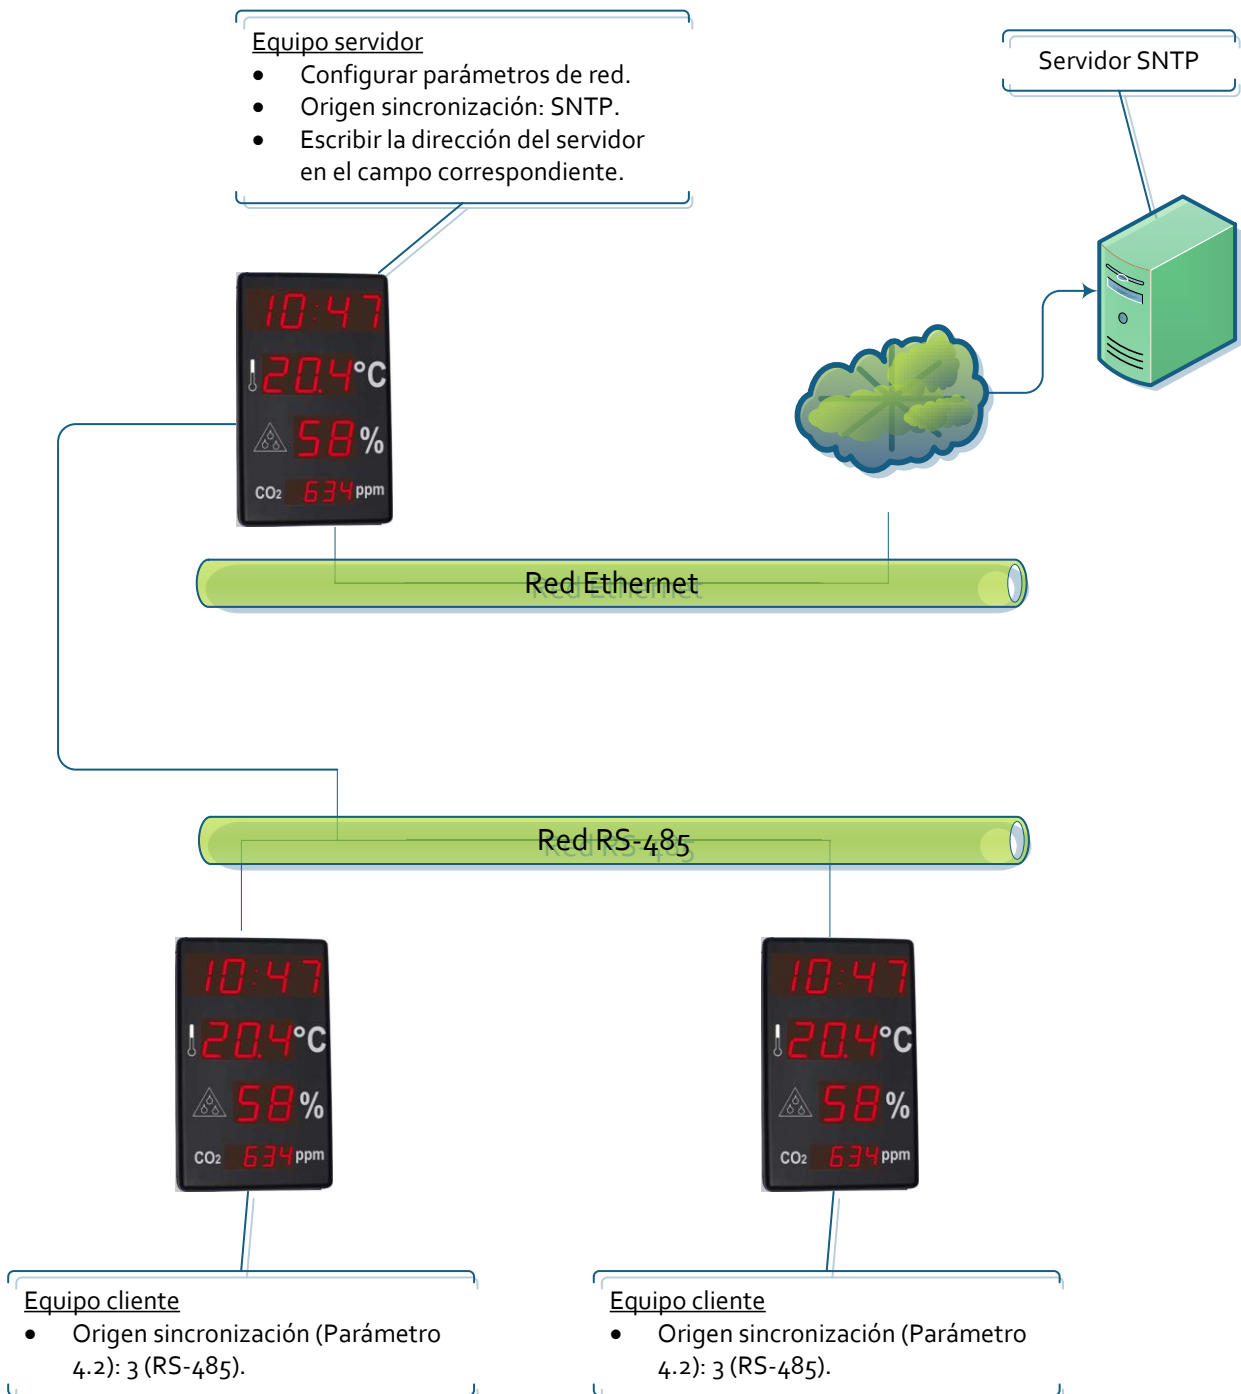 Equipo servidor
• Configurar parámetros de red.
• Origen sincronización: SNTP.
• Escribir la dirección del servidor
en el campo correspondiente.
Servidor SNTP
10:47
20.4°C
58%
CO₂ 634 ppm
Red Ethernet
Red RS-485
10:47
20.4°C
58%
CO₂ 634 ppm
10:47
20.4°C
58%
CO₂ 634 ppm
Equipo cliente
• Origen sincronización (Parámetro
4.2): 3 (RS-485).
Equipo cliente
• Origen sincronización (Parámetro
4.2): 3 (RS-485).